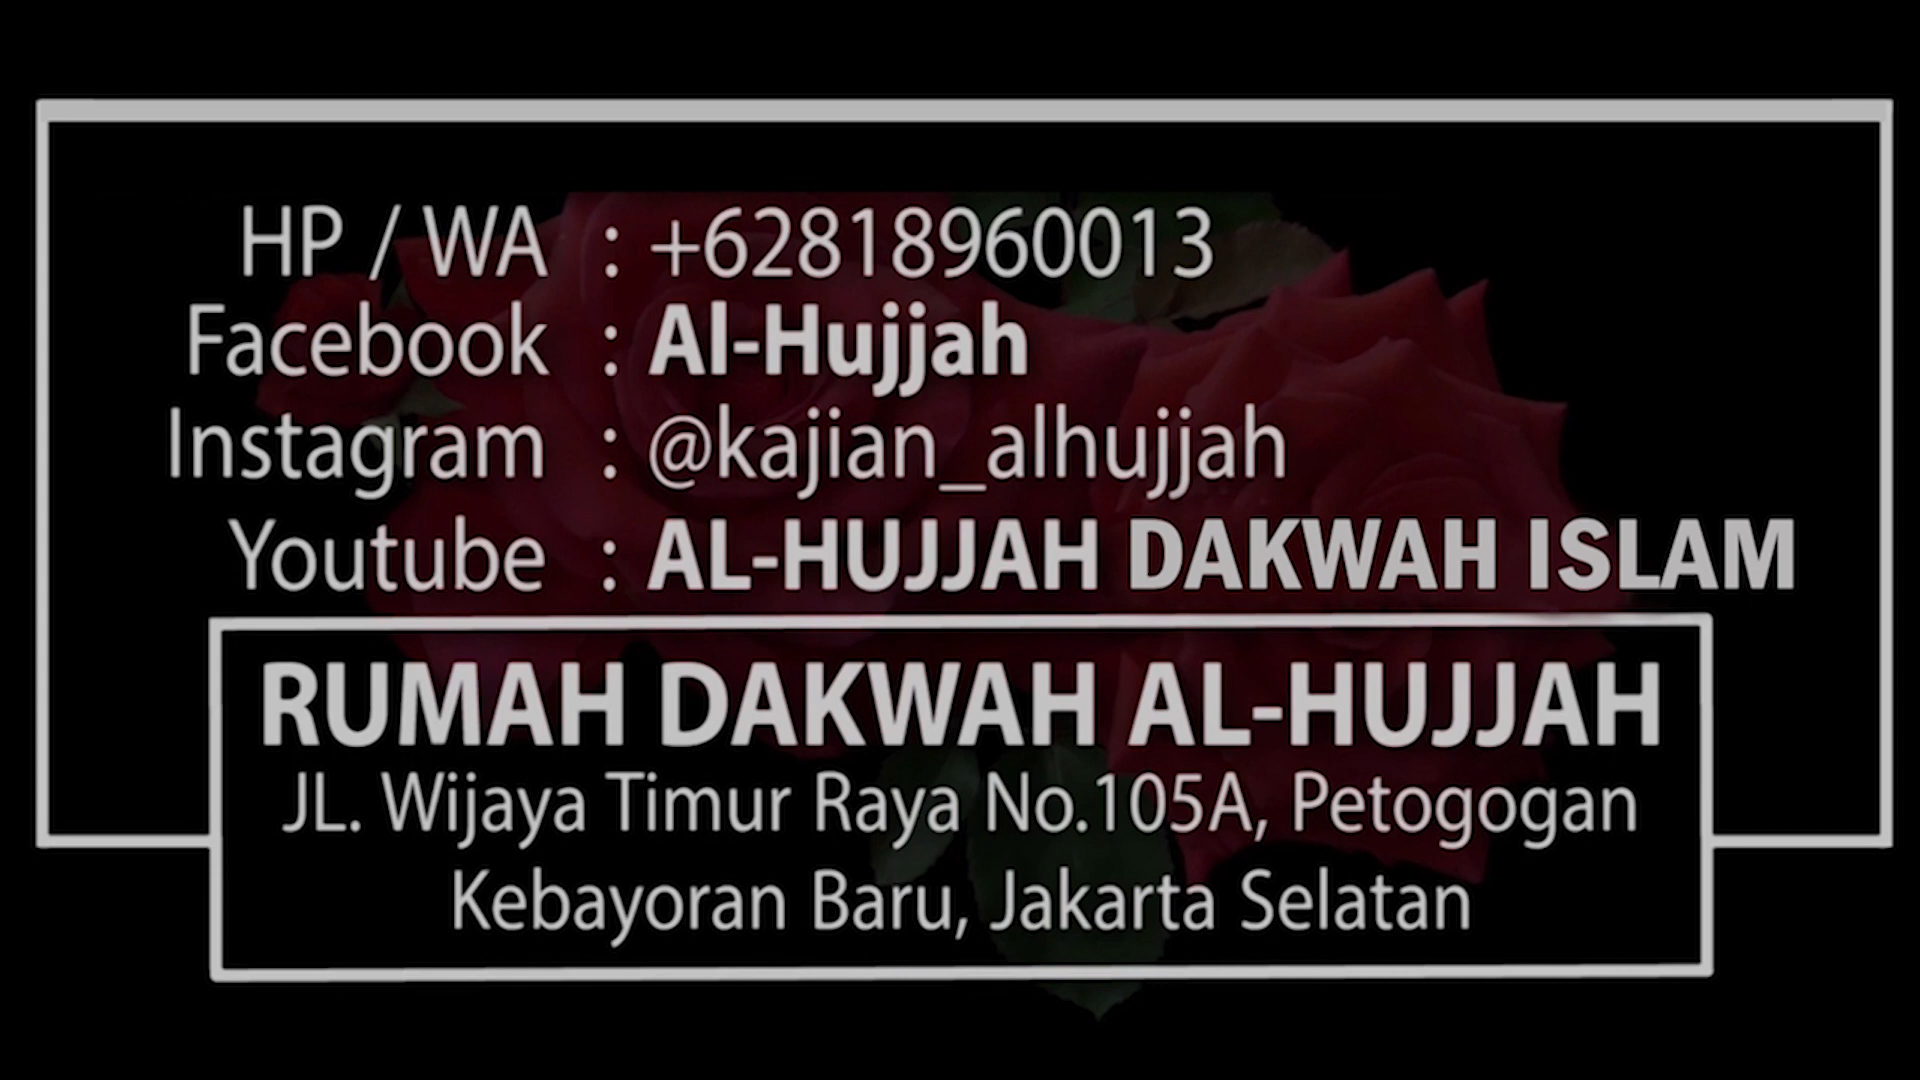 HP / WA : +62818960013
Facebook : Al-Hujjah
Instagram : @kajian_alhujjah
Youtube : AL-HUJJAH DAKWAH ISLAM
RUMAH DAKWAH AL-HUJJAH
JL. Wijaya Timur Raya No.105A, Petogogan
Kebayoran Baru, Jakarta Selatan